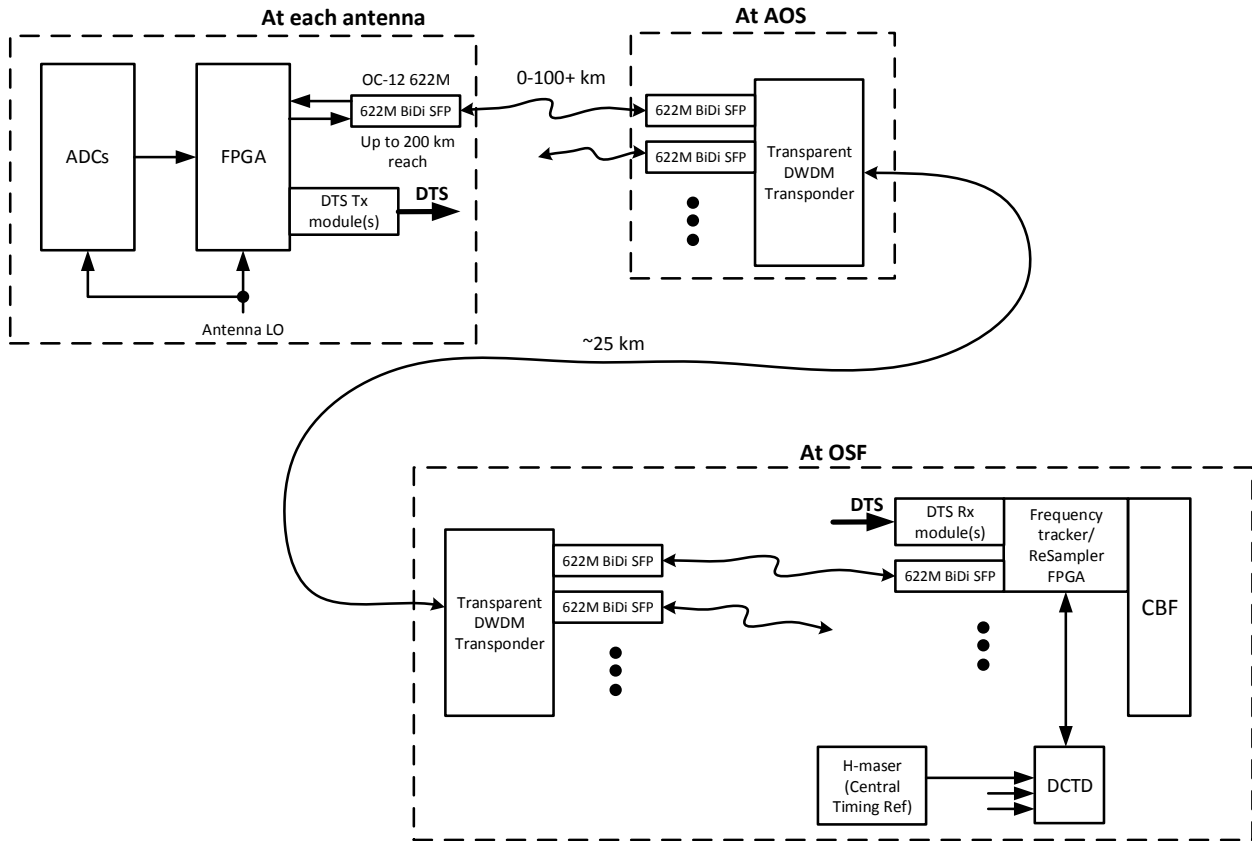 At each antenna
ADCs
FPGA
OC-12 622M
622M BiDi SFP
Up to 200 km
reach
DTS Tx
module(s)
DTS
Antenna LO
0-100+ km
At AOS
622M BiDi SFP
622M BiDi SFP
Transparent
DWDM
Transponder
~25 km
At OSF
Transparent
DWDM
Transponder
622M BiDi SFP
622M BiDi SFP
DTS
DTS Rx
module(s)
622M BiDi SFP
Frequency
tracker/
ReSampler
FPGA
CBF
H-maser
(Central
Timing Ref)
DCTD